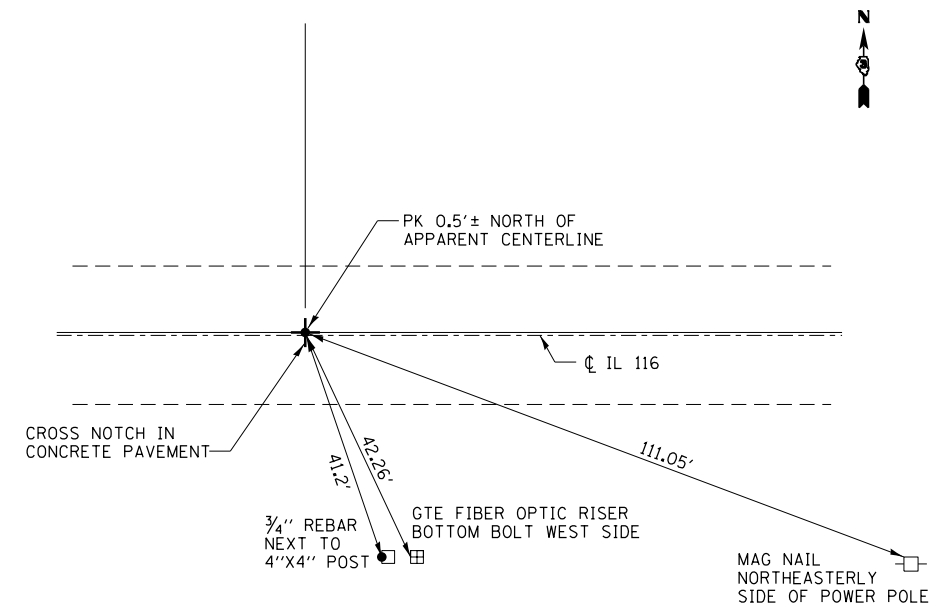 N
PK 0.5'± NORTH OF
APPARENT CENTERLINE
℄ IL 116
CROSS NOTCH IN
CONCRETE PAVEMENT
41.2'
42.26'
111.05'
3/4'' REBAR
NEXT TO
4''X4'' POST
GTE FIBER OPTIC RISER
BOTTOM BOLT WEST SIDE
MAG NAIL
NORTHEASTERLY
SIDE OF POWER POLE